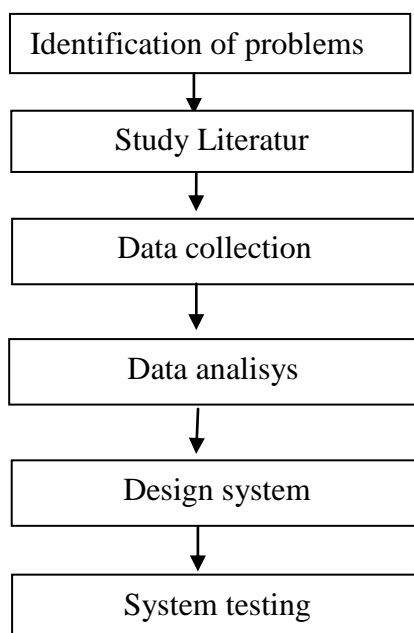 Identification of problems
Study Literatur
Data collection
Data analisys
Design system
System testing